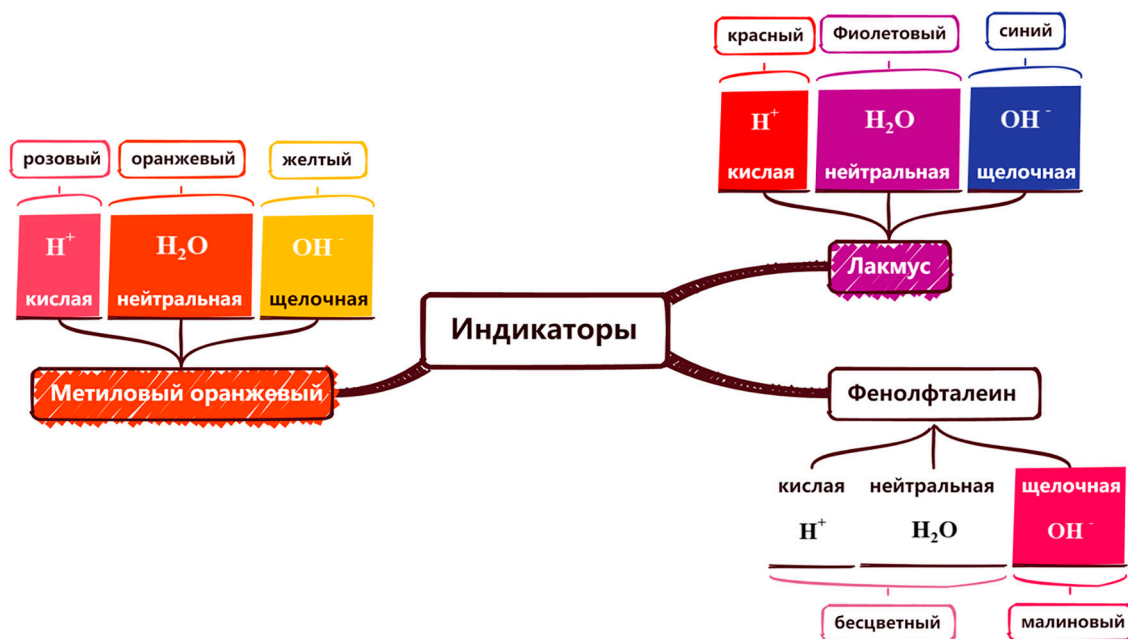 красный
Фиолетовый
синий
H⁺
H₂O
OH⁻
кислая
нейтральная
щелочная
Лакмус
розовый
оранжевый
желтый
H⁺
H₂O
OH⁻
кислая
нейтральная
щелочная
Метиловый оранжевый
Индикаторы
Фенолфталеин
кислая
нейтральная
щелочная
H⁺
H₂O
OH⁻
бесцветный
малиновый